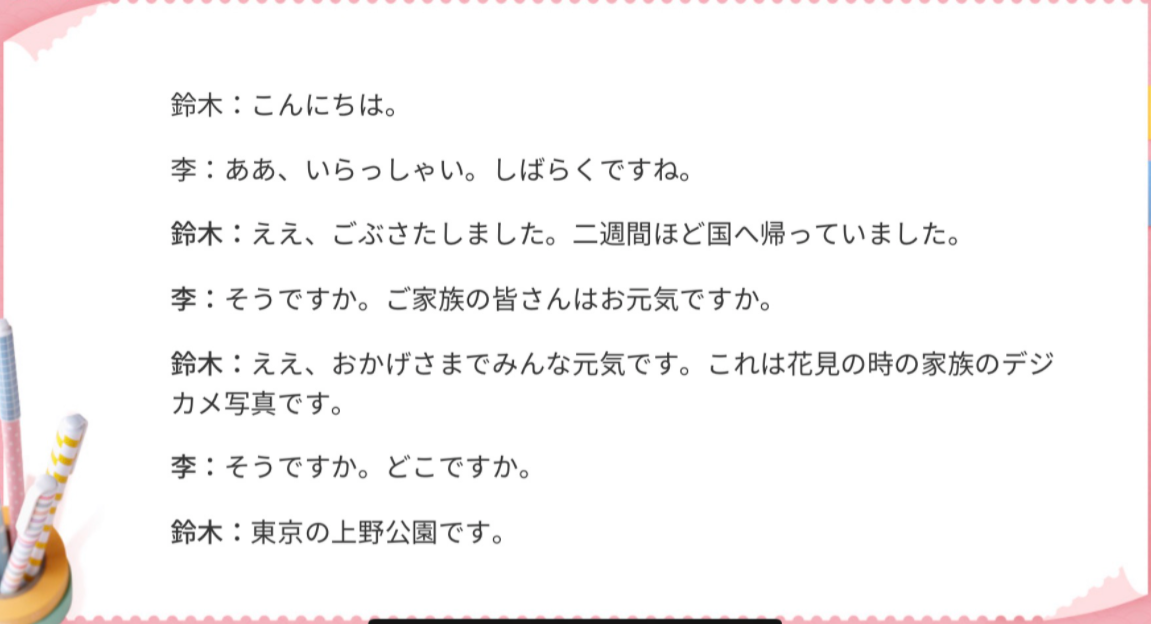 鈴木：こんにちは。
李：ああ、いらっしゃい。しばらくですね。
鈴木：ええ、ごぶさたしました。二週間ほど国へ帰っていました。
李：そうですか。ご家族の皆さんはお元気ですか。
鈴木：ええ、おかげさまでみんな元気です。これは花見の時の家族のデジ
カメ写真です。
李：そうですか。どこですか。
鈴木：東京の上野公園です。